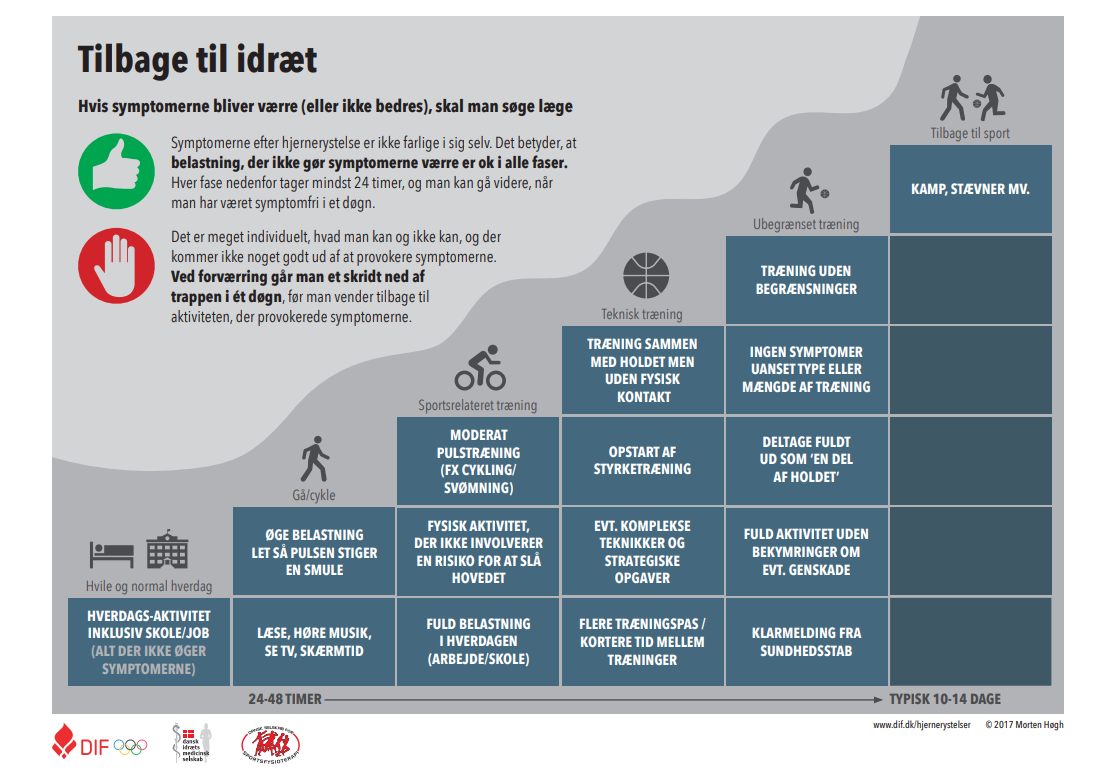 Tilbage til idræt
Hvis symptomerne bliver værre (eller ikke bedres), skal man søge læge
Symptomerne efter hjernerystelse er ikke farlige i sig selv. Det betyder, at
belastning, der ikke gør symptomerne værre er ok i alle faser.
Hver fase nedenfor tager mindst 24 timer, og man kan gå videre, når
man har været symptomfri i et døgn.
Det er meget individuelt, hvad man kan og ikke kan, og der
kommer ikke noget godt ud af at provokere symptomerne.
Ved forværring går man et skridt ned af
trappen i ét døgn, før man vender tilbage til
aktiviteten, der provokerede symptomerne.
Hvile og normal hverdag
HVERDAGS-AKTIVITET
INKLUSIV SKOLE/JOB
(ALT DER IKKE ØGER
SYMPTOMERNE)
Gå/cykle
ØGE BELASTNING
LET SÅ PULSEN STIGER
EN SMULE
LÆSE, HØRE MUSIK,
SE TV, SKÆRMTID
Sportsrelateret træning
MODERAT
PULSTRÆNING
(FX CYKLING/
SVØMNING)
FYSISK AKTIVITET,
DER IKKE INVOLVERER
EN RISIKO FOR AT SLÅ
HOVEDET
FULD BELASTNING
I HVERDAGEN
(ARBEJDE/SKOLE)
Teknisk træning
TRÆNING SAMMEN
MED HOLDET MEN
UDEN FYSISK
KONTAKT
OPSTART AF
STYRKETRÆNING
EVT. KOMPLEKSE
TEKNIKKER OG
STRATEGISKE
OPGAVER
FLERE TRÆNINGSPAS /
KORTERE TID MELLEM
TRÆNINGER
Ubegrænset træning
TRÆNING UDEN
BEGRÆNSNINGER
INGEN SYMPTOMER
UANSET TYPE ELLER
MÆNGDE AF TRÆNING
DELTAGE FULDT
UD SOM ’EN DEL
AF HOLDET’
FULD AKTIVITET UDEN
BEKYMRINGER OM
EVT. GENSKADE
KLARMELDING FRA
SUNDHEDSSTAB
Tilbage til sport
KAMP, STÆVNER MV.
24-48 TIMER
TYPISK 10-14 DAGE
www.dif.dk/hjernerystelser © 2017 Morten Høgh
DIF
dansk
idræts
medicinsk
selskab
DANSK SELSKAB FOR
SPORTSFYSIOTERAPI